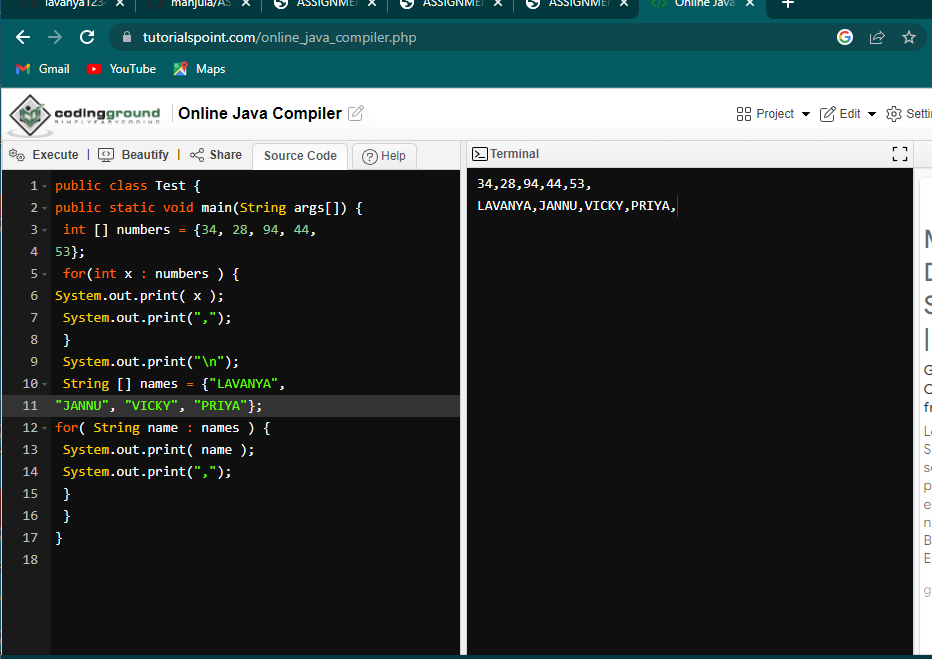 lavanya123
manjula/AS
ASSIGNME
ASSIGNME
ASSIGNME
Online Java
tutorialspoint.com/online_java_compiler.php
Gmail YouTube Maps
codingground
SIMPLYEASYCODING
Online Java Compiler
Project Edit Setti
Execute | Beautify | Share Source Code Help
1 public class Test {
2 public static void main(String args[]) {
3 int [] numbers = {34, 28, 94, 44,
4 53};
5 for(int x : numbers ) {
6 System.out.print( x );
7 System.out.print(",");
8 }
9 System.out.print("\n");
10 String [] names = {"LAVANYA",
11 "JANNU", "VICKY", "PRIYA"};
12 for( String name : names ) {
13 System.out.print( name );
14 System.out.print(",");
15 }
16 }
17 }
18
Terminal
34,28,94,44,53,
LAVANYA,JANNU,VICKY,PRIYA,